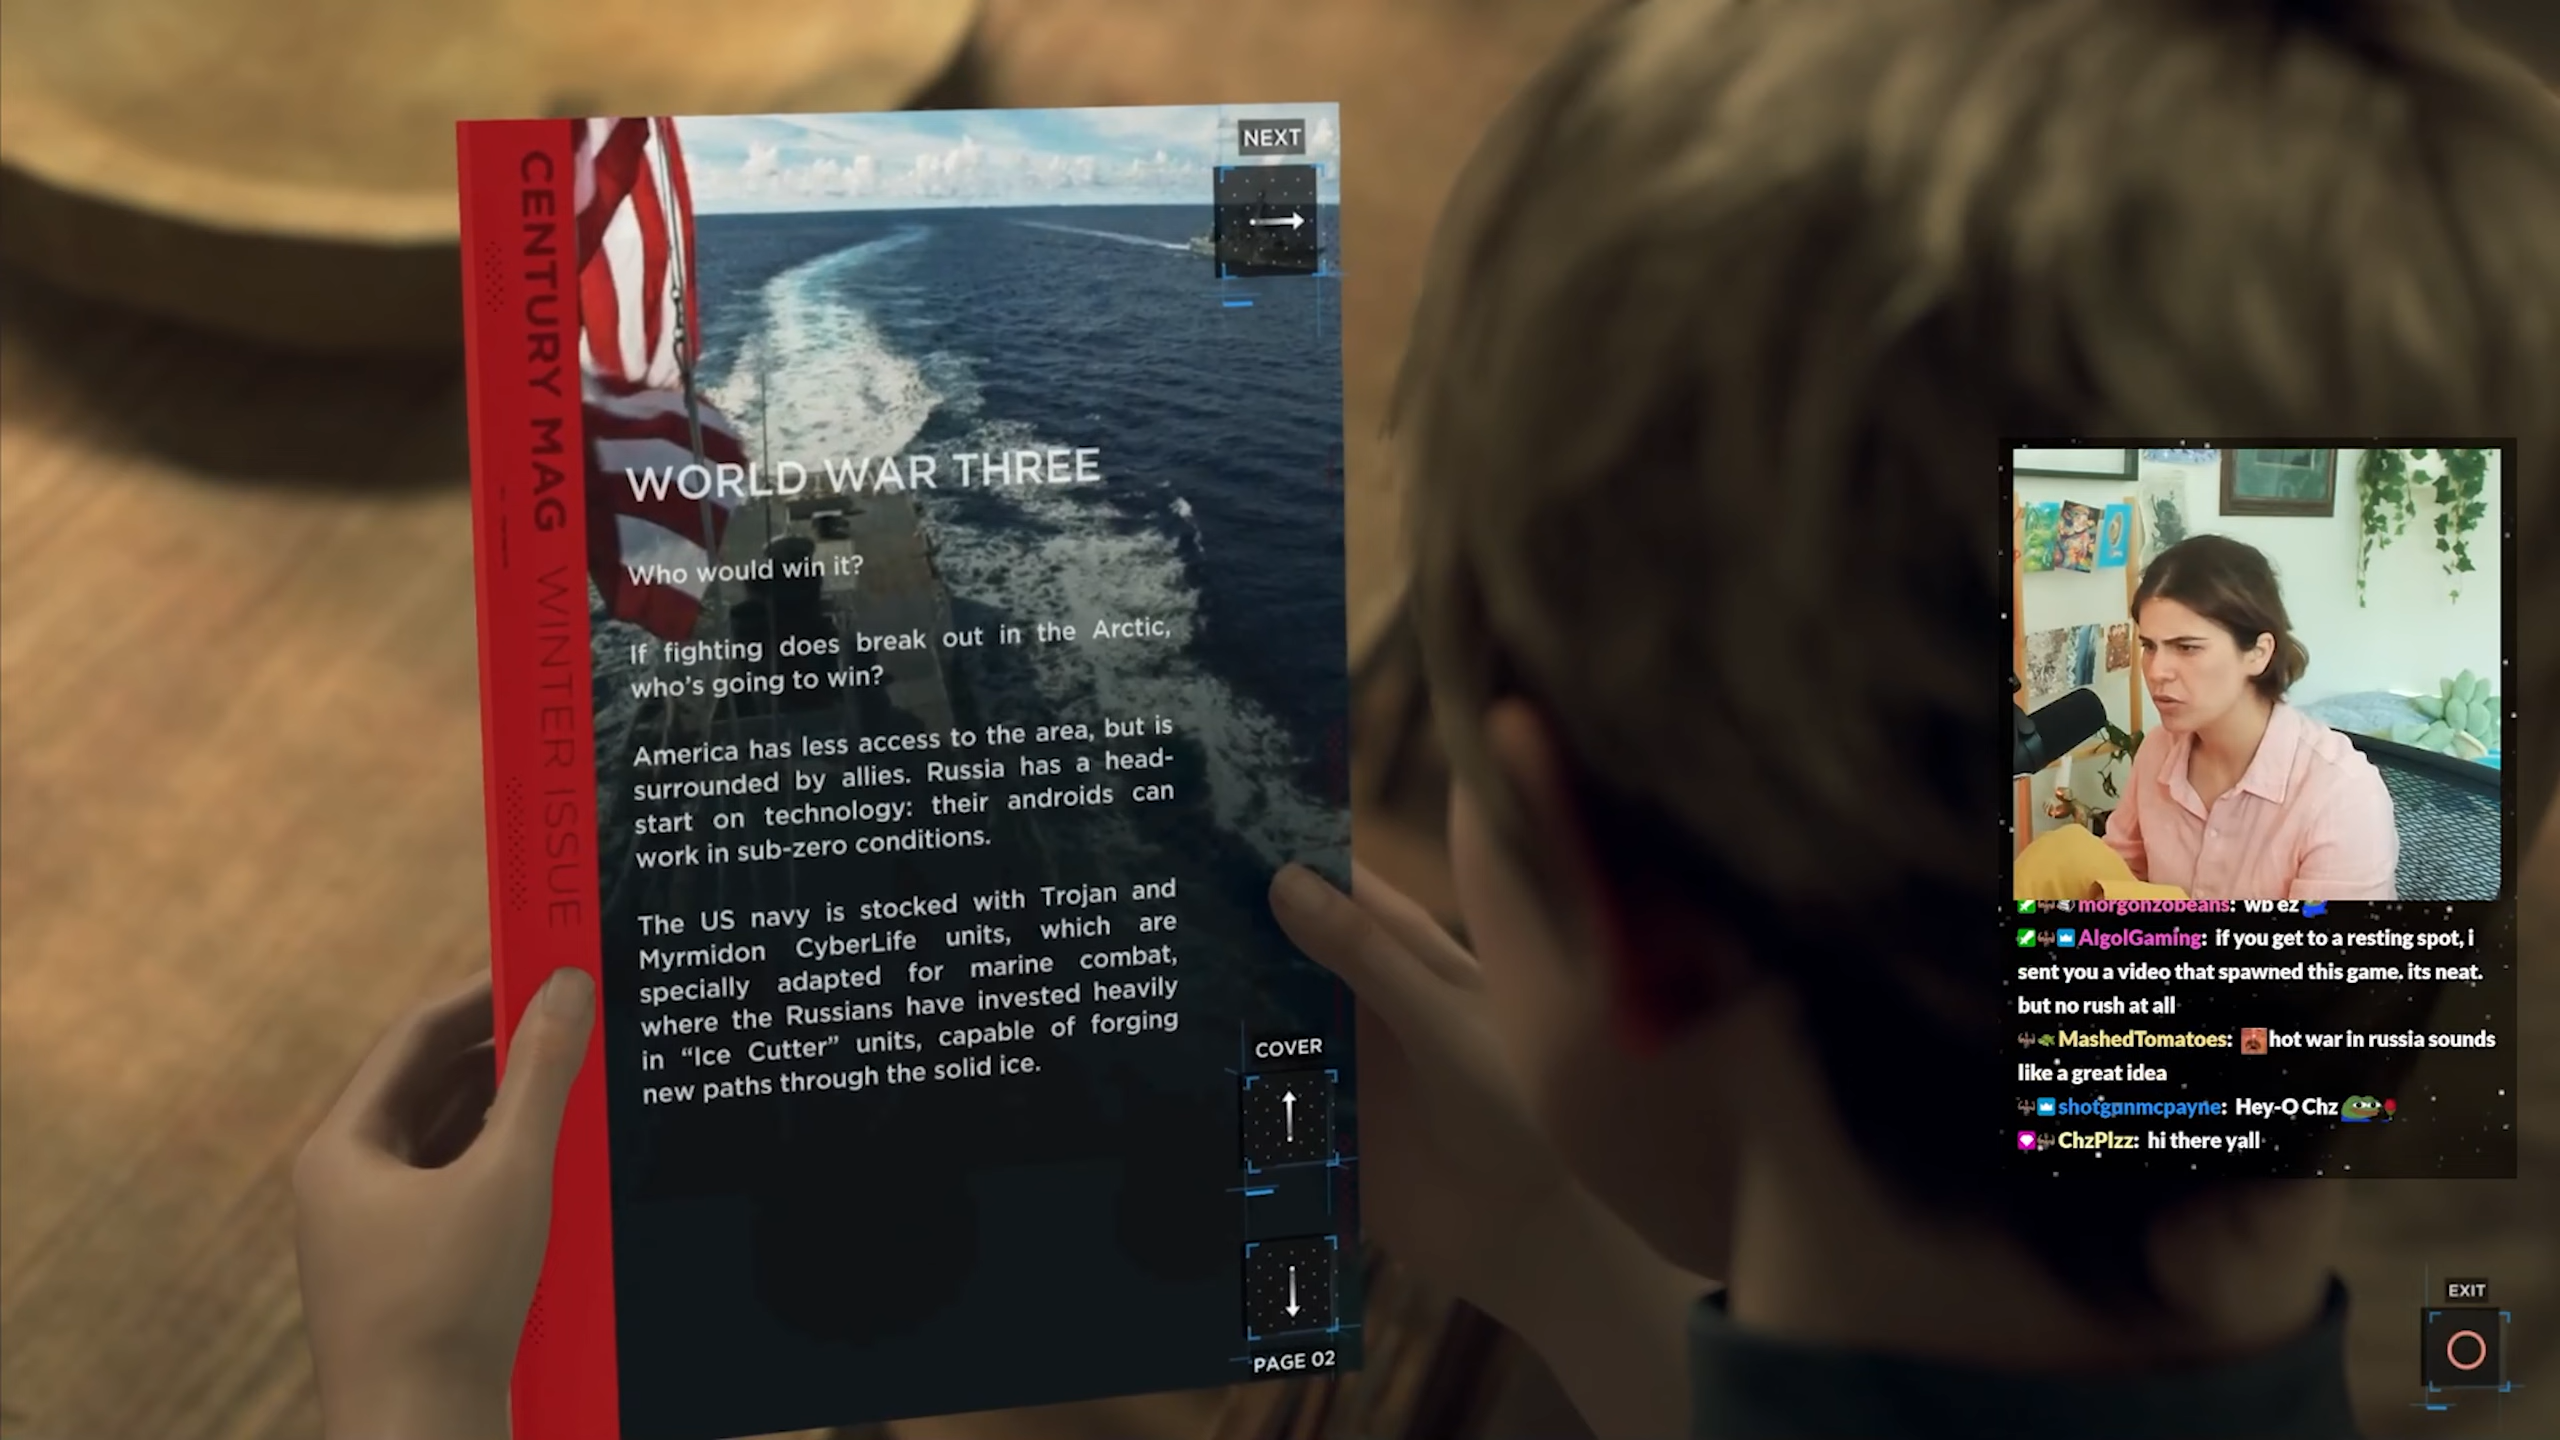 CENTURY MAG WINTER ISSUE
NEXT
WORLD WAR THREE
Who would win it?
If fighting does break out in the Arctic,
who's going to win?
America has less access to the area, but is
surrounded by allies. Russia has a head-
start on technology: their androids can
work in sub-zero conditions.
The US navy is stocked with Trojan and
Myrmidon CyberLife units, which are
specially adapted for marine combat,
where the Russians have invested heavily
in “Ice Cutter” units, capable of forging
new paths through the solid ice.
COVER
PAGE 02
morgonzobeans: wb ez
AlgolGaming: if you get to a resting spot, i
sent you a video that spawned this game. its neat.
but no rush at all
MashedTomatoes: hot war in russia sounds
like a great idea
shotgunmcpayne: Hey-O Chz
ChzPlzz: hi there yall
EXIT